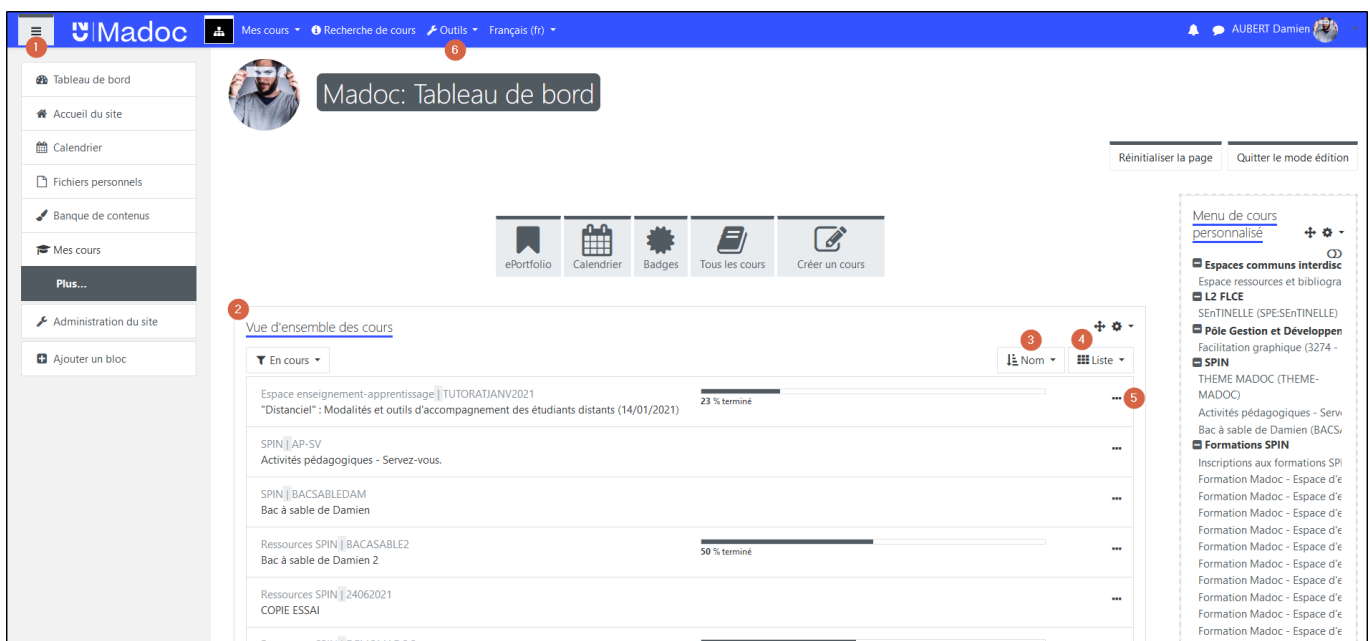 Madoc
Mes cours
Recherche de cours
Outils
Français (fr)
AUBERT Damien
1
6
Tableau de bord
Accueil du site
Calendrier
Fichiers personnels
Banque de contenus
Mes cours
Plus...
Administration du site
Ajouter un bloc
Madoc: Tableau de bord
Réinitialiser la page
Quitter le mode édition
ePortfolio
Calendrier
Badges
Tous les cours
Créer un cours
2
Vue d'ensemble des cours
En cours
3
Nom
4
Liste
Espace enseignement-apprentissage | TUTORATJANV2021
"Distanciel" : Modalités et outils d'accompagnement des étudiants distants (14/01/2021)
23 % terminé
... 5
SPIN | AP-SV
Activités pédagogiques - Servez-vous.
...
SPIN | BACSABLEDAM
Bac à sable de Damien
...
Ressources SPIN | BACASABLE2
Bac à sable de Damien 2
50 % terminé
...
Ressources SPIN | 24062021
COPIE ESSAI
...
Menu de cours
personnalisé
Espaces communs interdisc
Espace ressources et bibliogra
L2 FLCE
SEnTINELLE (SPE:SEnTINELLE)
Pôle Gestion et Développen
Facilitation graphique (3274 -
SPIN
THEME MADOC (THEME-
MADOC)
Activités pédagogiques - Serv
Bac à sable de Damien (BACS
Formations SPIN
Inscriptions aux formations SP
Formation Madoc - Espace d'e
Formation Madoc - Espace d'e
Formation Madoc - Espace d'e
Formation Madoc - Espace d'e
Formation Madoc - Espace d'e
Formation Madoc - Espace d'e
Formation Madoc - Espace d'e
Formation Madoc - Espace d'e
Formation Madoc - Espace d'e
Formation Madoc - Espace d'e